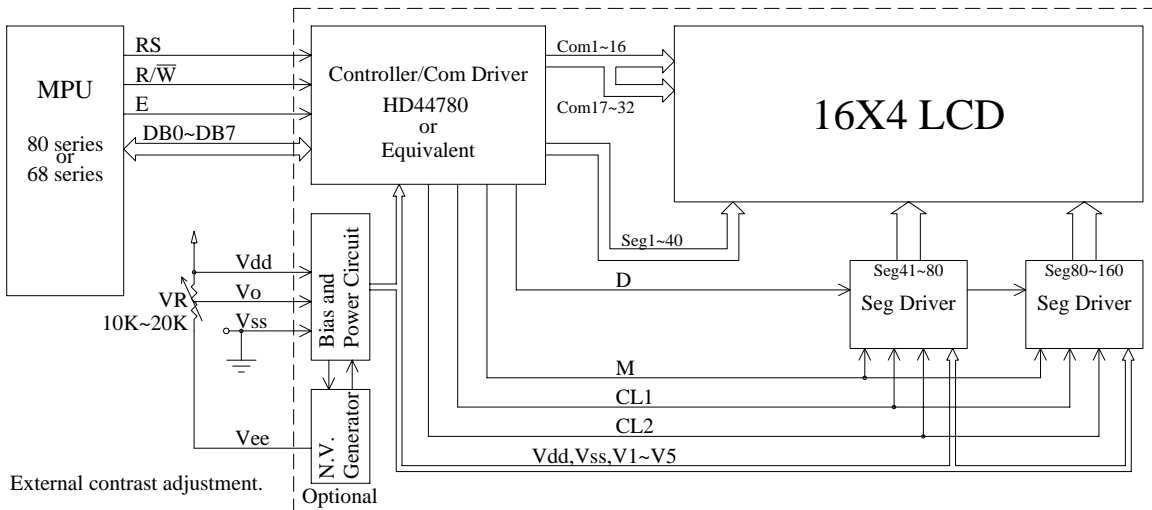 MPU
80 series
or
68 series
RS
R/W̅
E
DB0~DB7
Controller/Com Driver
HD44780
or
Equivalent
Com1~16
Com17~32
16X4 LCD
Seg1~40
Seg41~80
Seg Driver
Seg80~160
Seg Driver
D
M
CL1
CL2
Vdd,Vss,V1~V5
Vdd
Vo
Vss
VR
10K~20K
Bias and
Power Circuit
N.V.
Generator
Vee
Optional
External contrast adjustment.